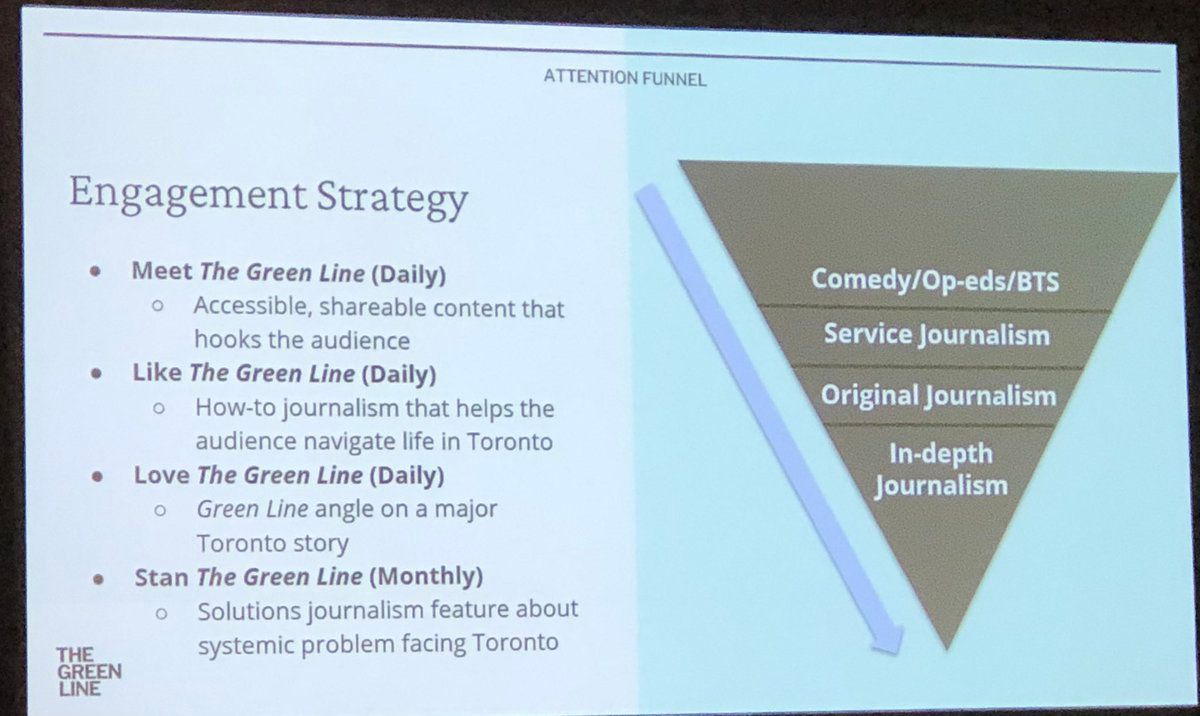 ATTENTION FUNNEL
Engagement Strategy
● Meet The Green Line (Daily)
○ Accessible, shareable content that
hooks the audience
● Like The Green Line (Daily)
○ How-to journalism that helps the
audience navigate life in Toronto
● Love The Green Line (Daily)
○ Green Line angle on a major
Toronto story
● Stan The Green Line (Monthly)
○ Solutions journalism feature about
systemic problem facing Toronto
THE
GREEN
LINE
Comedy/Op-eds/BTS
Service Journalism
Original Journalism
In-depth
Journalism